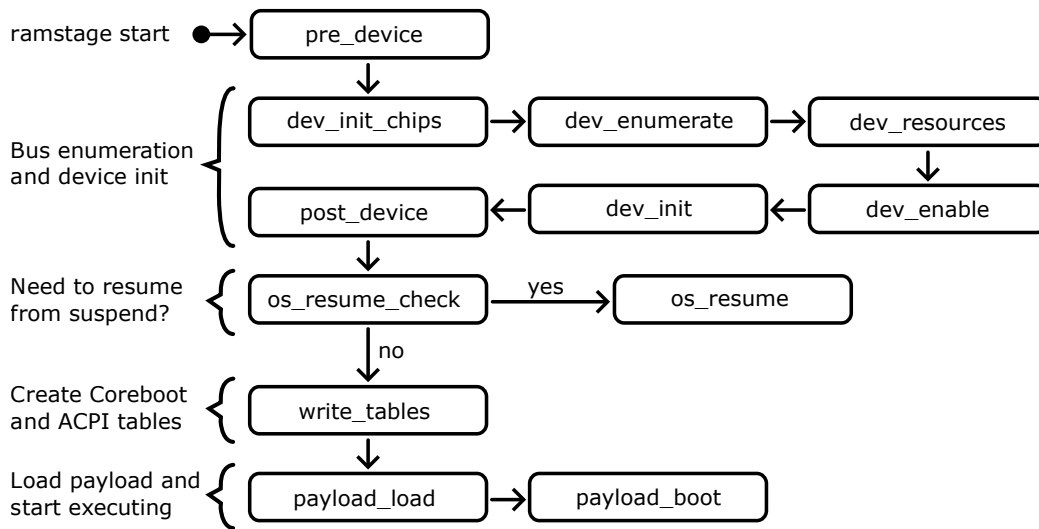 ramstage start
pre_device
Bus enumeration
and device init
dev_init_chips
dev_enumerate
dev_resources
post_device
dev_init
dev_enable
Need to resume
from suspend?
os_resume_check
yes
os_resume
no
Create Coreboot
and ACPI tables
write_tables
Load payload and
start executing
payload_load
payload_boot